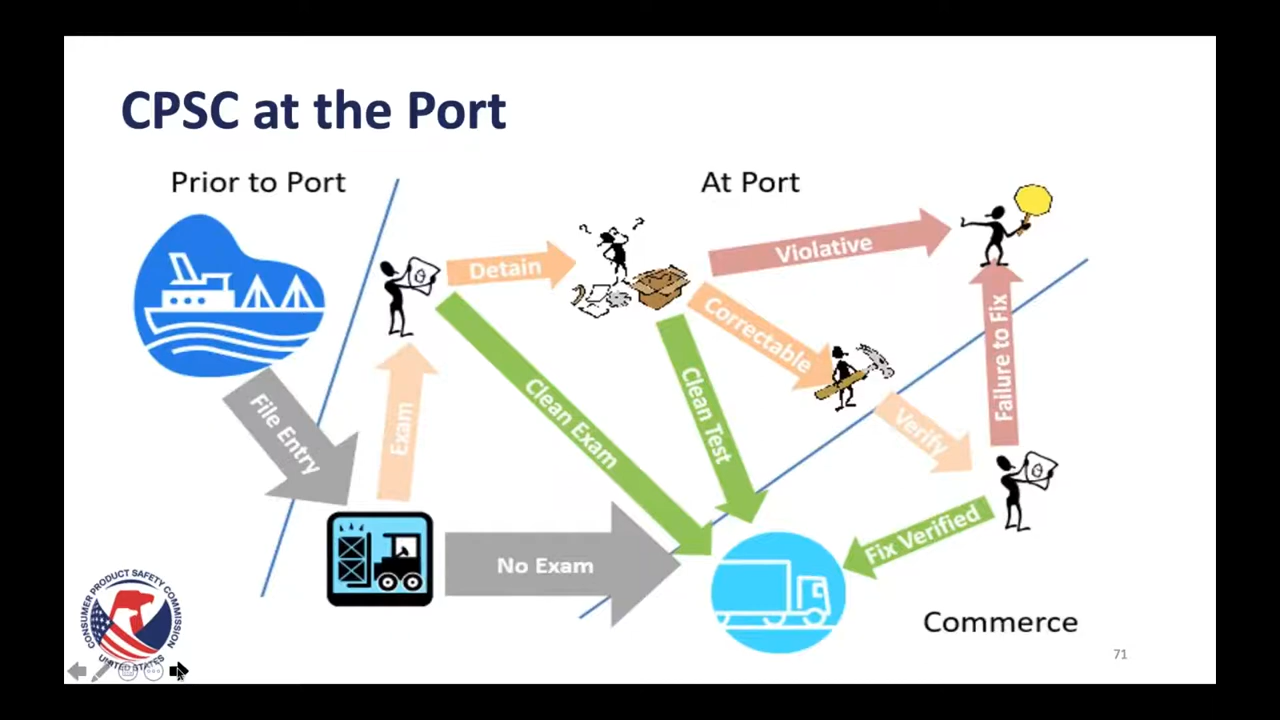 CPSC at the Port
Prior to Port
At Port
Detain
Violative
Correctable
Failure to Fix
File Entry
Exam
Clean Exam
Clean Test
Verify
No Exam
Fix Verified
Commerce
CONSUMER PRODUCT SAFETY COMMISSION
UNITED STATES
71